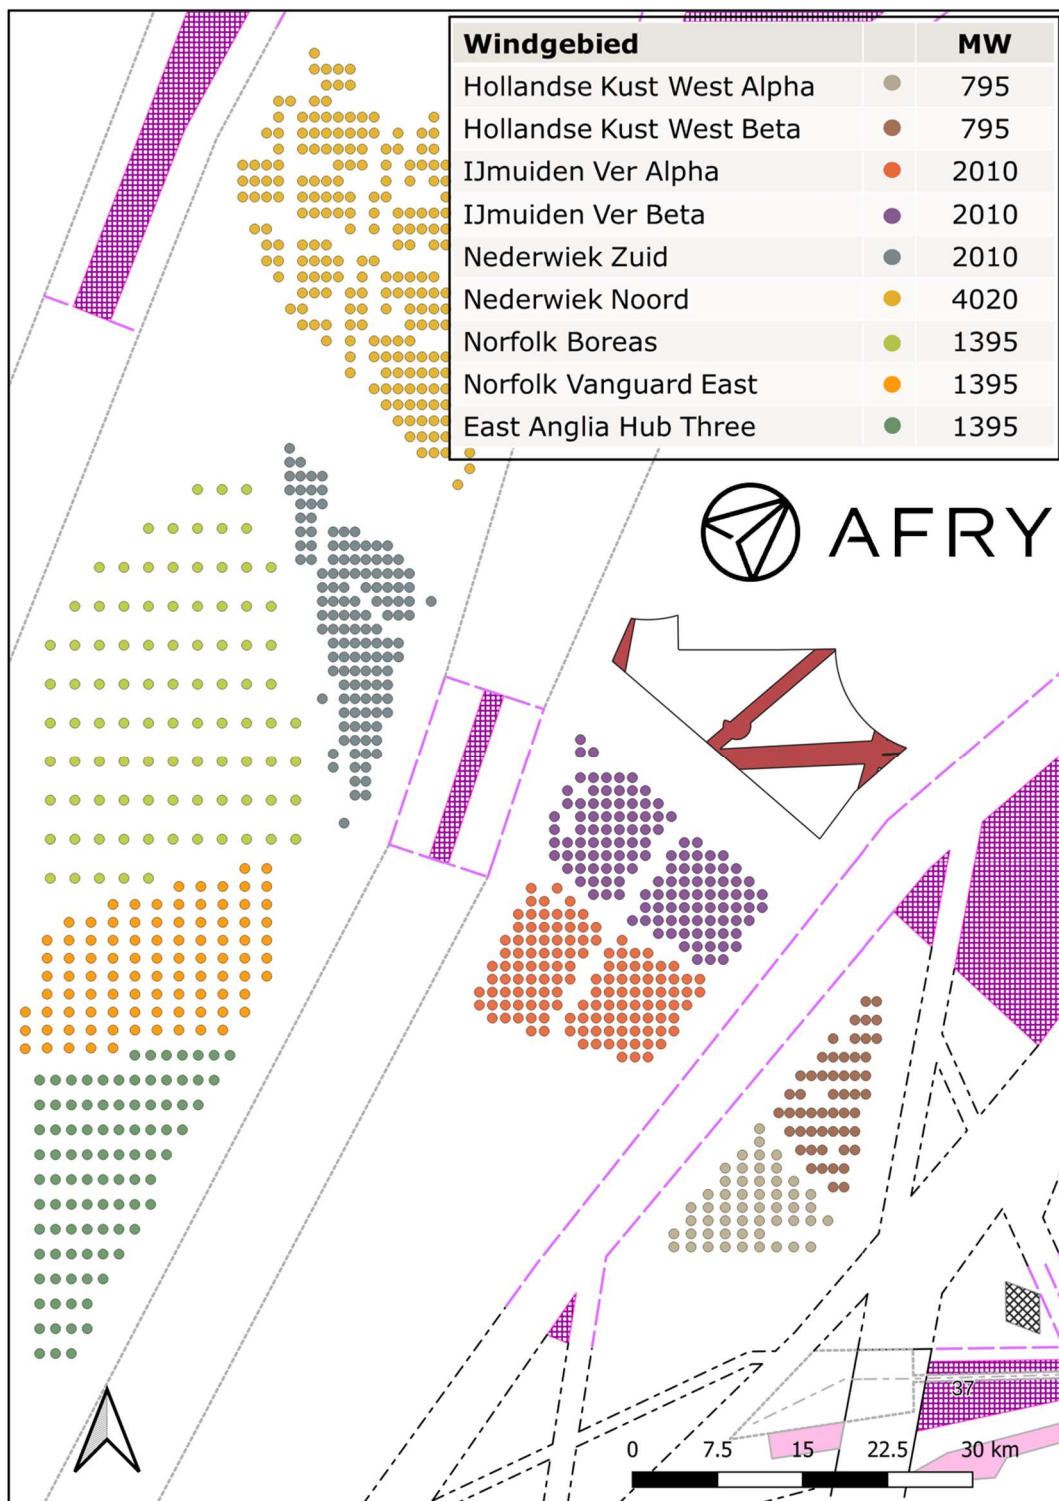 Windgebied MW
Hollandse Kust West Alpha 795
Hollandse Kust West Beta 795
IJmuiden Ver Alpha 2010
IJmuiden Ver Beta 2010
Nederwiek Zuid 2010
Nederwiek Noord 4020
Norfolk Boreas 1395
Norfolk Vanguard East 1395
East Anglia Hub Three 1395
AFRY
37
0 7.5 15 22.5 30 km